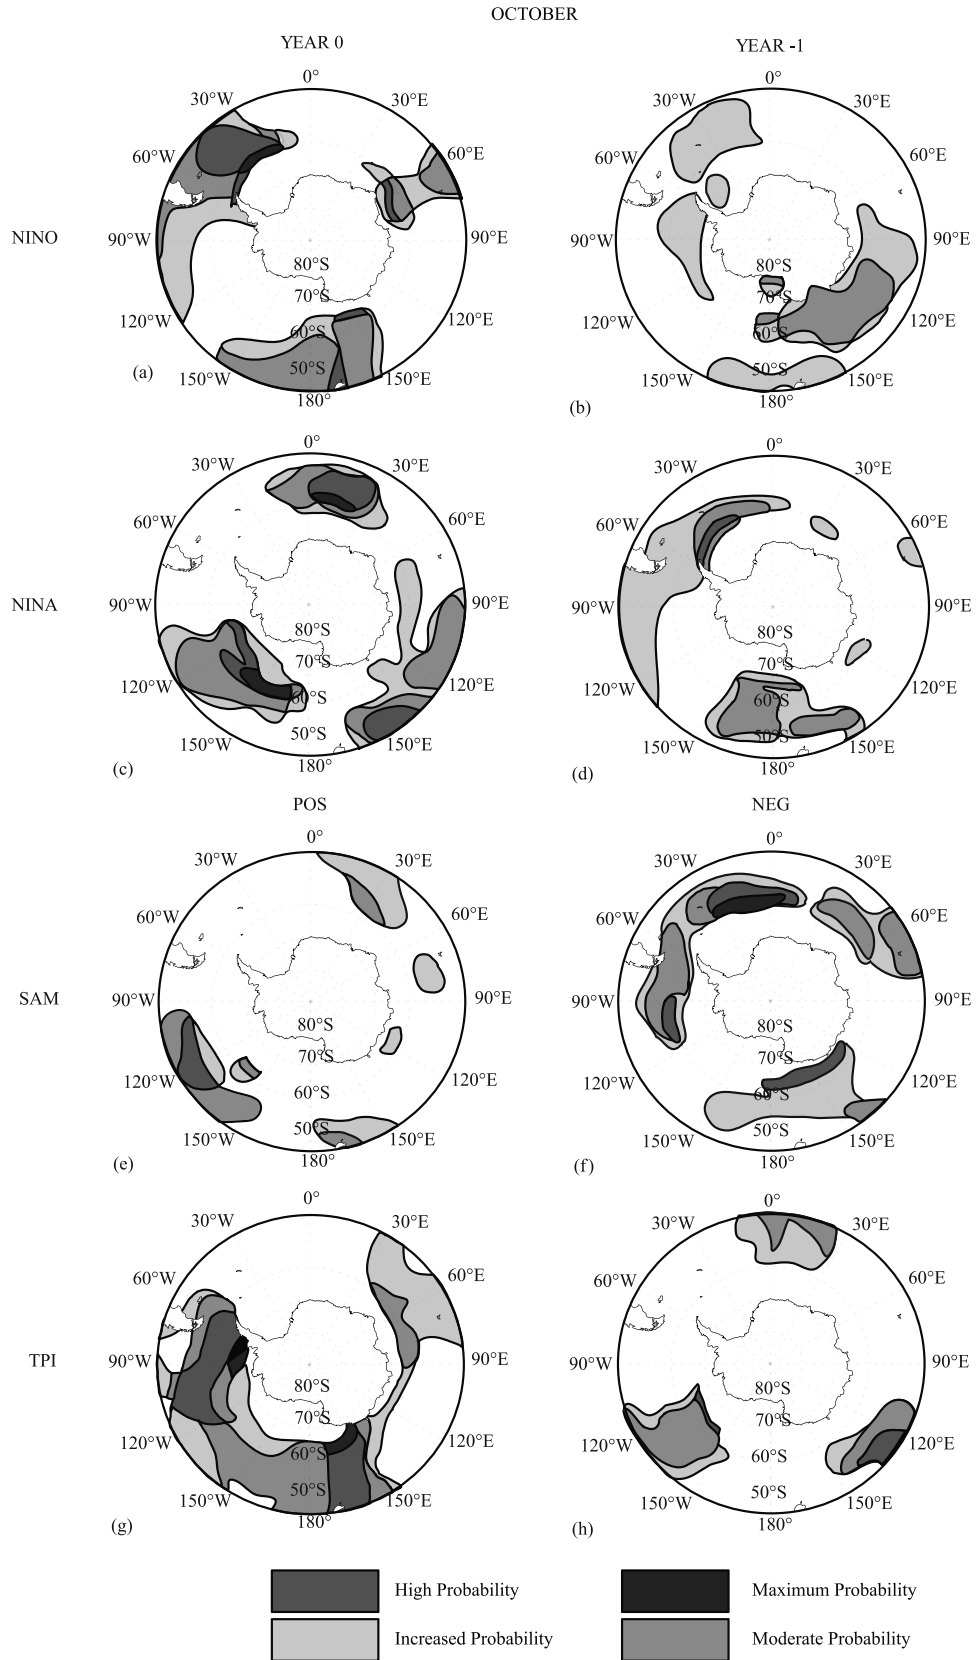 OCTOBER
YEAR 0 YEAR -1
0° 0°
30°W 30°E 30°W 30°E
60°W 60°E 60°W 60°E
NINO 90°W 90°E 90°W 90°E
80°S 80°S
70°S 70°S
120°W 60°S 120°E 120°W 60°S 120°E
50°S 50°S
(a) 150°W 150°E 150°W 150°E
180° (b) 180°
0° 0°
30°W 30°E 30°W 30°E
60°W 60°E 60°W 60°E
NINA 90°W 90°E 90°W 90°E
80°S 80°S
70°S 70°S
120°W 60°S 120°E 120°W 60°S 120°E
150°W 50°S 150°E 150°W 50°S 150°E
(c) 180° (d) 180°
POS NEG
0° 0°
30°W 30°E 30°W 30°E
60°W 60°E 60°W 60°E
SAM 90°W 90°E 90°W 90°E
80°S 80°S
70°S 70°S
120°W 60°S 120°E 120°W 60°S 120°E
150°W 50°S 150°E 150°W 50°S 150°E
(e) 180° (f) 180°
0° 0°
30°W 30°E 30°W 30°E
60°W 60°E 60°W 60°E
TPI 90°W 90°E 90°W 90°E
80°S 80°S
70°S 70°S
120°W 60°S 120°E 120°W 60°S 120°E
150°W 50°S 150°E 150°W 50°S 150°E
(g) 180° (h) 180°
High Probability Maximum Probability
Increased Probability Moderate Probability